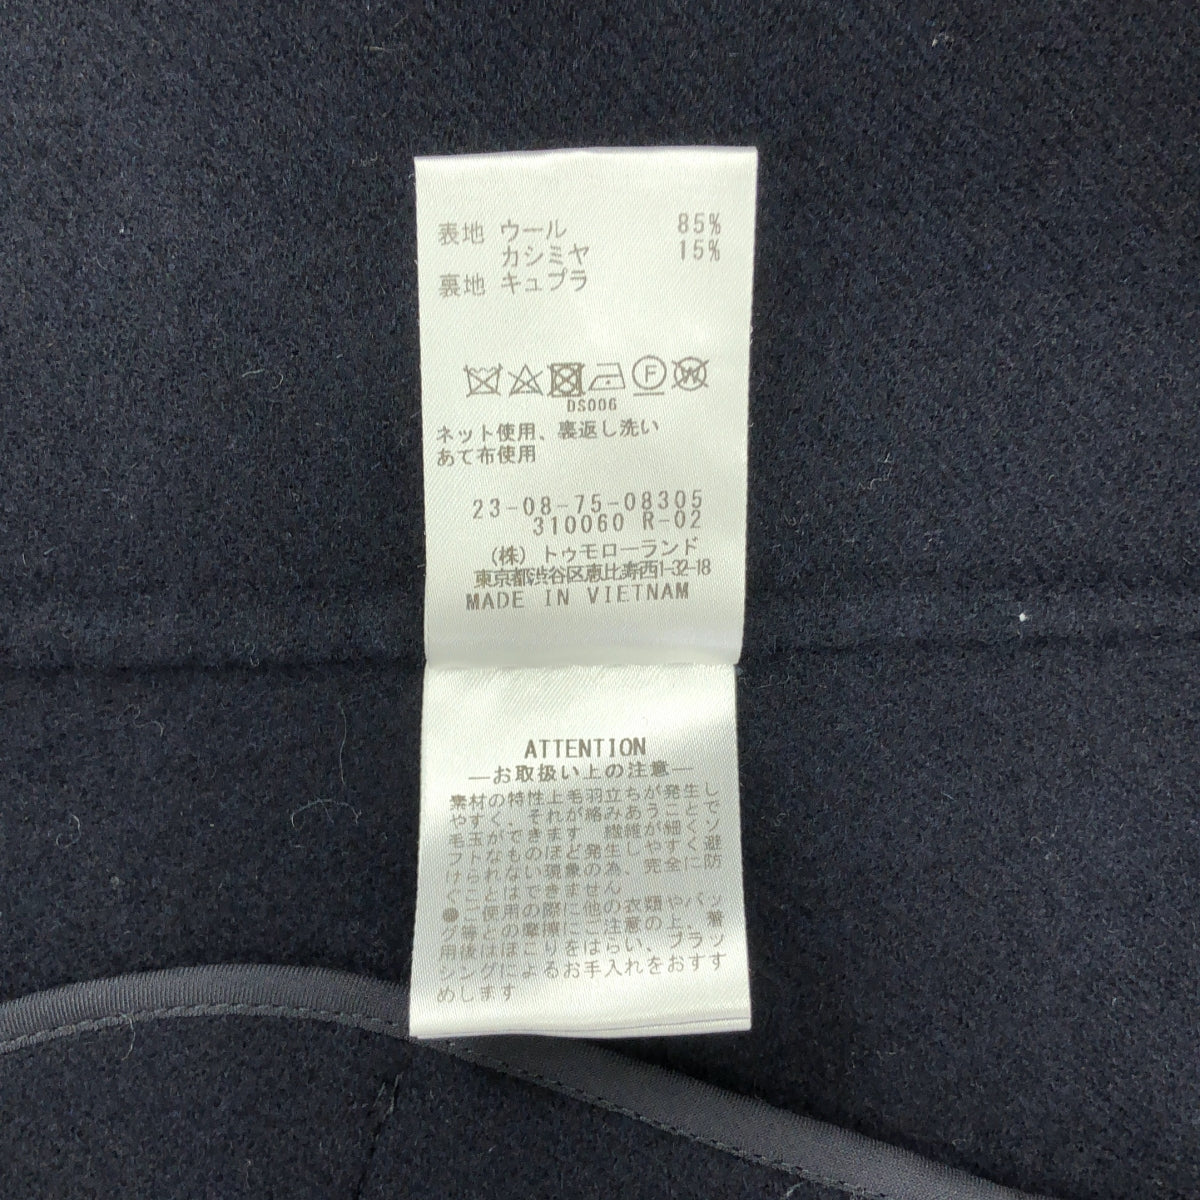 表地 ウール 85%
カシミヤ 15%
裏地 キュプラ
F W
DS006
ネット使用、裏返し洗い
あて布使用
23-08-75-08305
310060 R-02
(株) トゥモローランド
東京都渋谷区恵比寿西1-32-18
MADE IN VIETNAM
ATTENTION
―お取扱い上の注意―
素材の特性上毛羽立ちが発生し
やすく、それが絡みあうことで
毛玉ができます 繊維が細くソ
フトなものほど発生しやすく避
けられない現象の為、完全に防
ぐことはできません
●ご使用の際に他の衣類やバッ
グ等との摩擦にご注意の上、着
用後はほこりをはらい、ブラッ
シングによるお手入れをおすす
めします